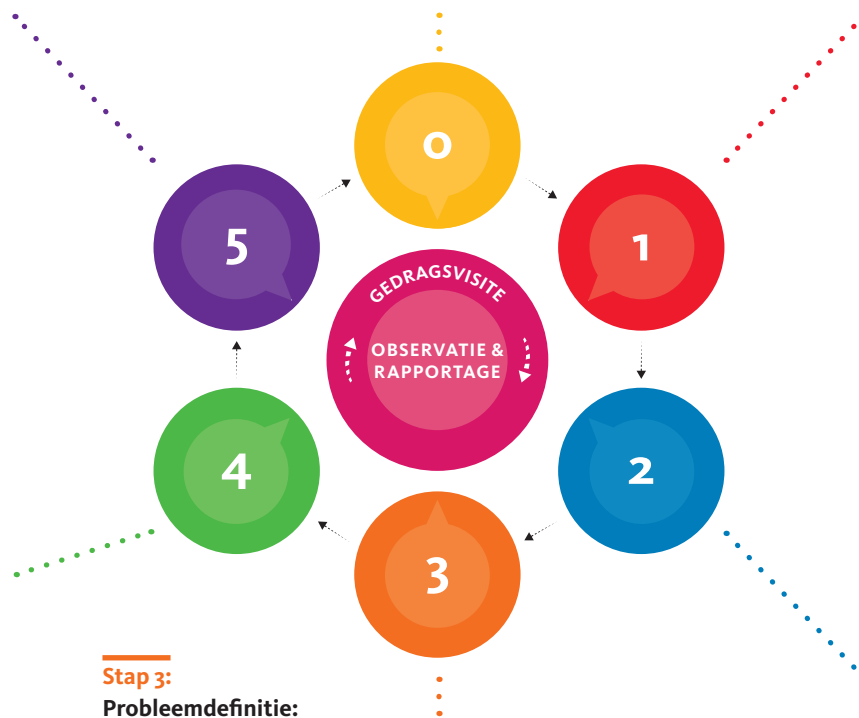 0
5
1
GEDRAGSVISITE
OBSERVATIE &
RAPPORTAGE
4
2
3
Stap 3:
Probleemdefinitie: